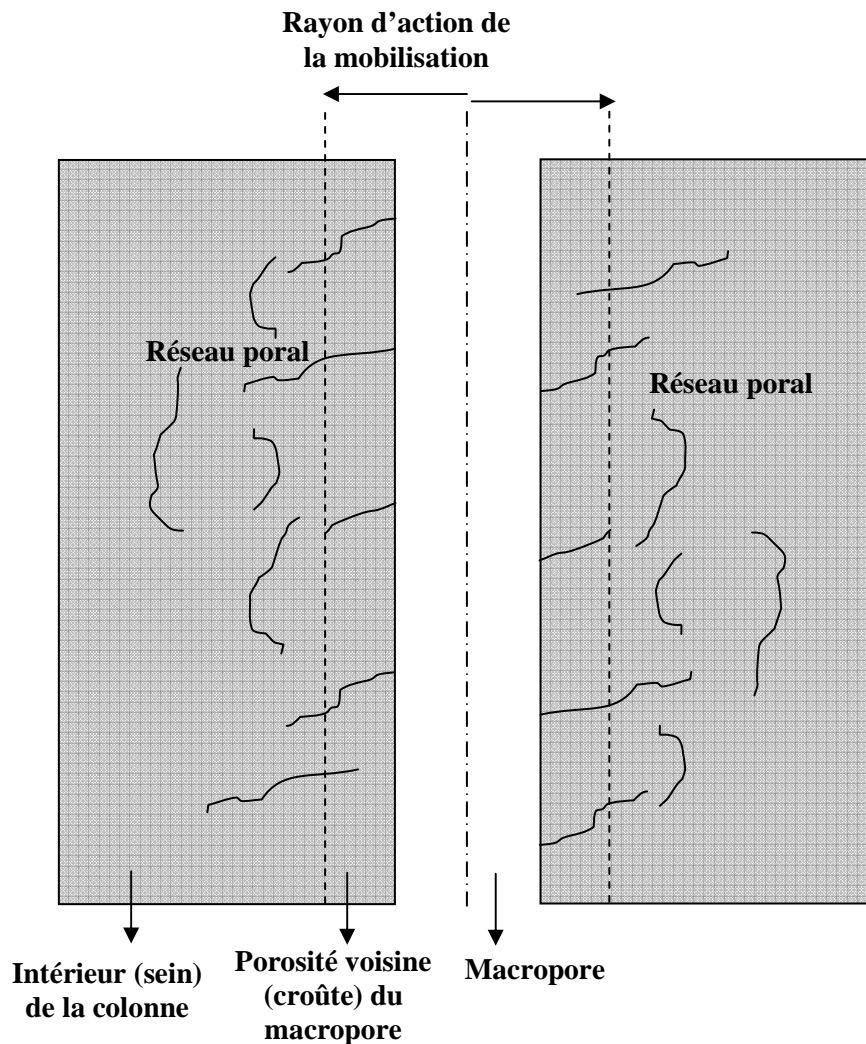 Rayon d’action de
la mobilisation
Réseau poral
Réseau poral
Intérieur (sein)
de la colonne
Porosité voisine
(croûte) du
macropore
Macropore